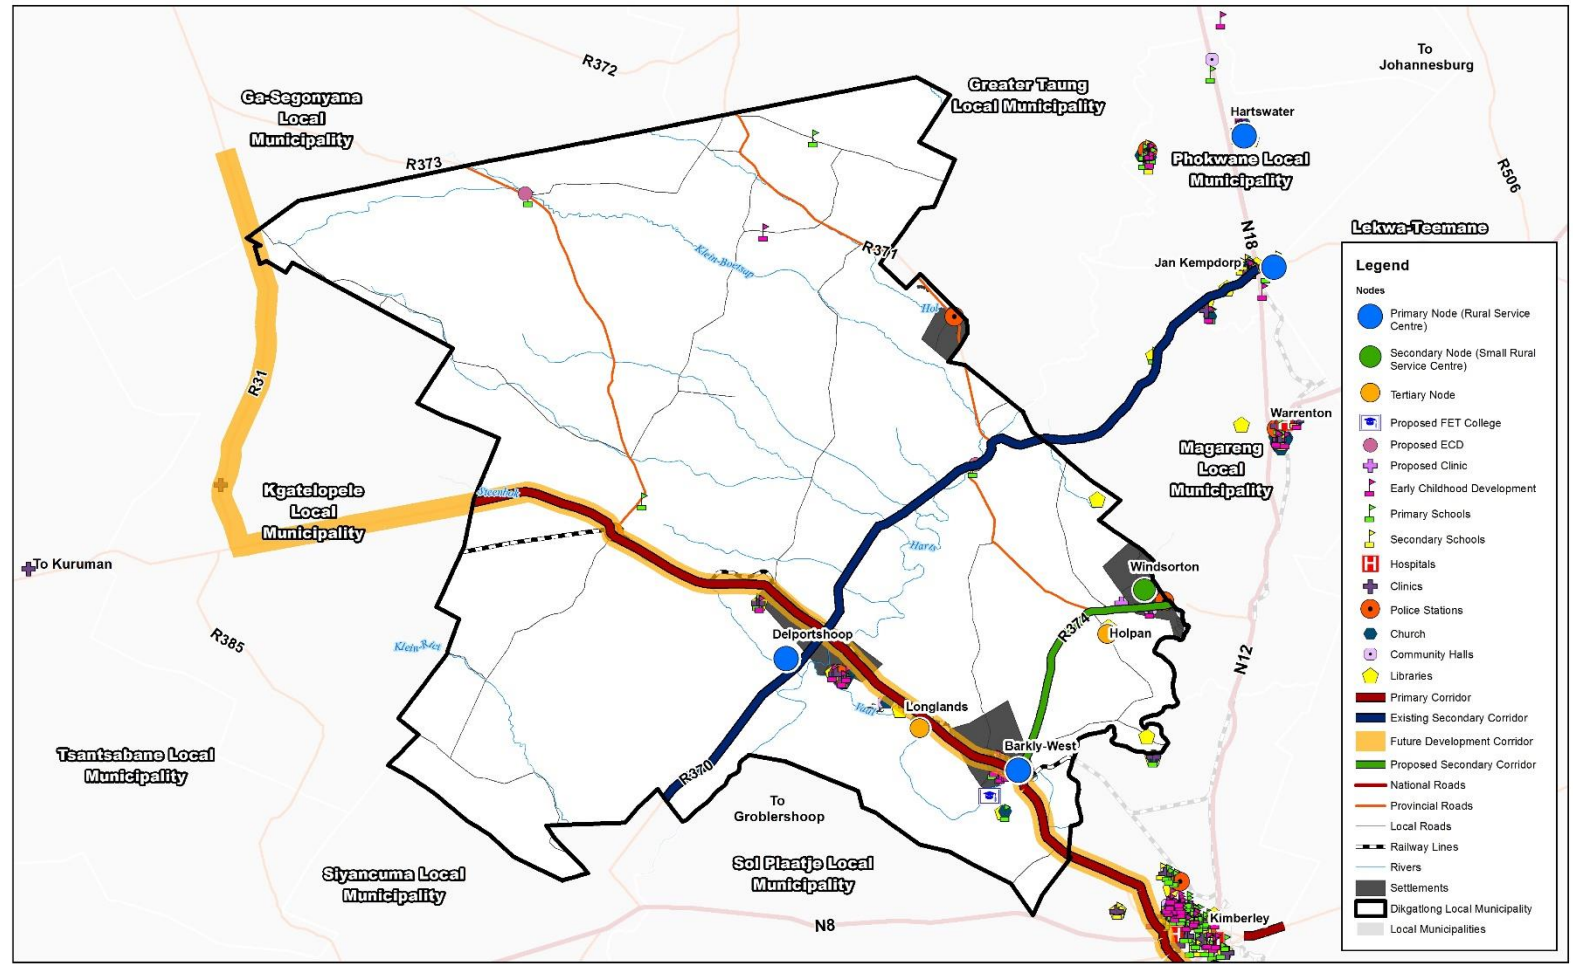 To
Johannesburg
R372
Ga-Segonyana
Local
Municipality
Greater Taung
Local Municipality
Hartswater
R373
Phokwane Local
Municipality
R506
N18
Lekwa-Teemane
R371
Klein-Boetsap
Jan Kempdorp
R31
Warrenton
Magareng
Local
Municipality
Kgatelopele
Local
Municipality
Harts
To Kuruman
Windsorton
R385
Delportshoop
R374
Holpan
N12
Vaal
Longlands
Barkly-West
Tsantsabane Local
Municipality
R370
To
Groblershoop
Siyancuma Local
Municipality
Sol Plaatje Local
Municipality
N8
Kimberley
Legend
Nodes
Primary Node (Rural Service
Centre)
Secondary Node (Small Rural
Service Centre)
Tertiary Node
Proposed FET College
Proposed ECD
Proposed Clinic
Early Childhood Development
Primary Schools
Secondary Schools
Hospitals
Clinics
Police Stations
Church
Community Halls
Libraries
Primary Corridor
Existing Secondary Corridor
Future Development Corridor
Proposed Secondary Corridor
National Roads
Provincial Roads
Local Roads
Railway Lines
Rivers
Settlements
Dikgatlong Local Municipality
Local Municipalities